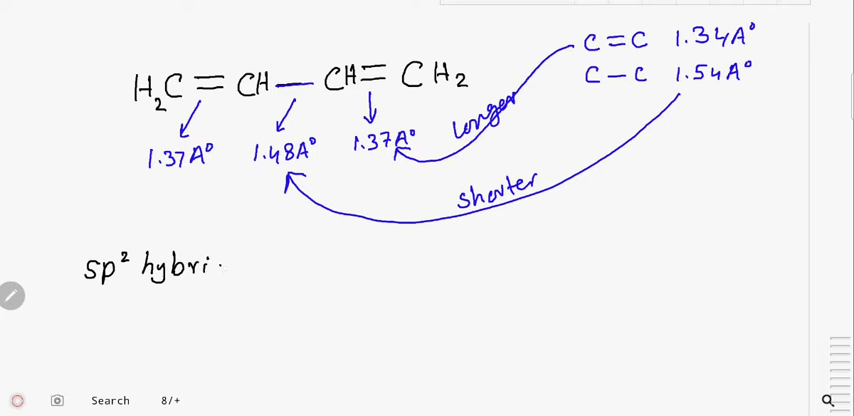 C=C 1.34A°
H₂C=CH—CH=CH₂
C–C 1.54A°
longer
1.37A° 1.48A° 1.37A°
shorter
sp² hybri
Search 8/+